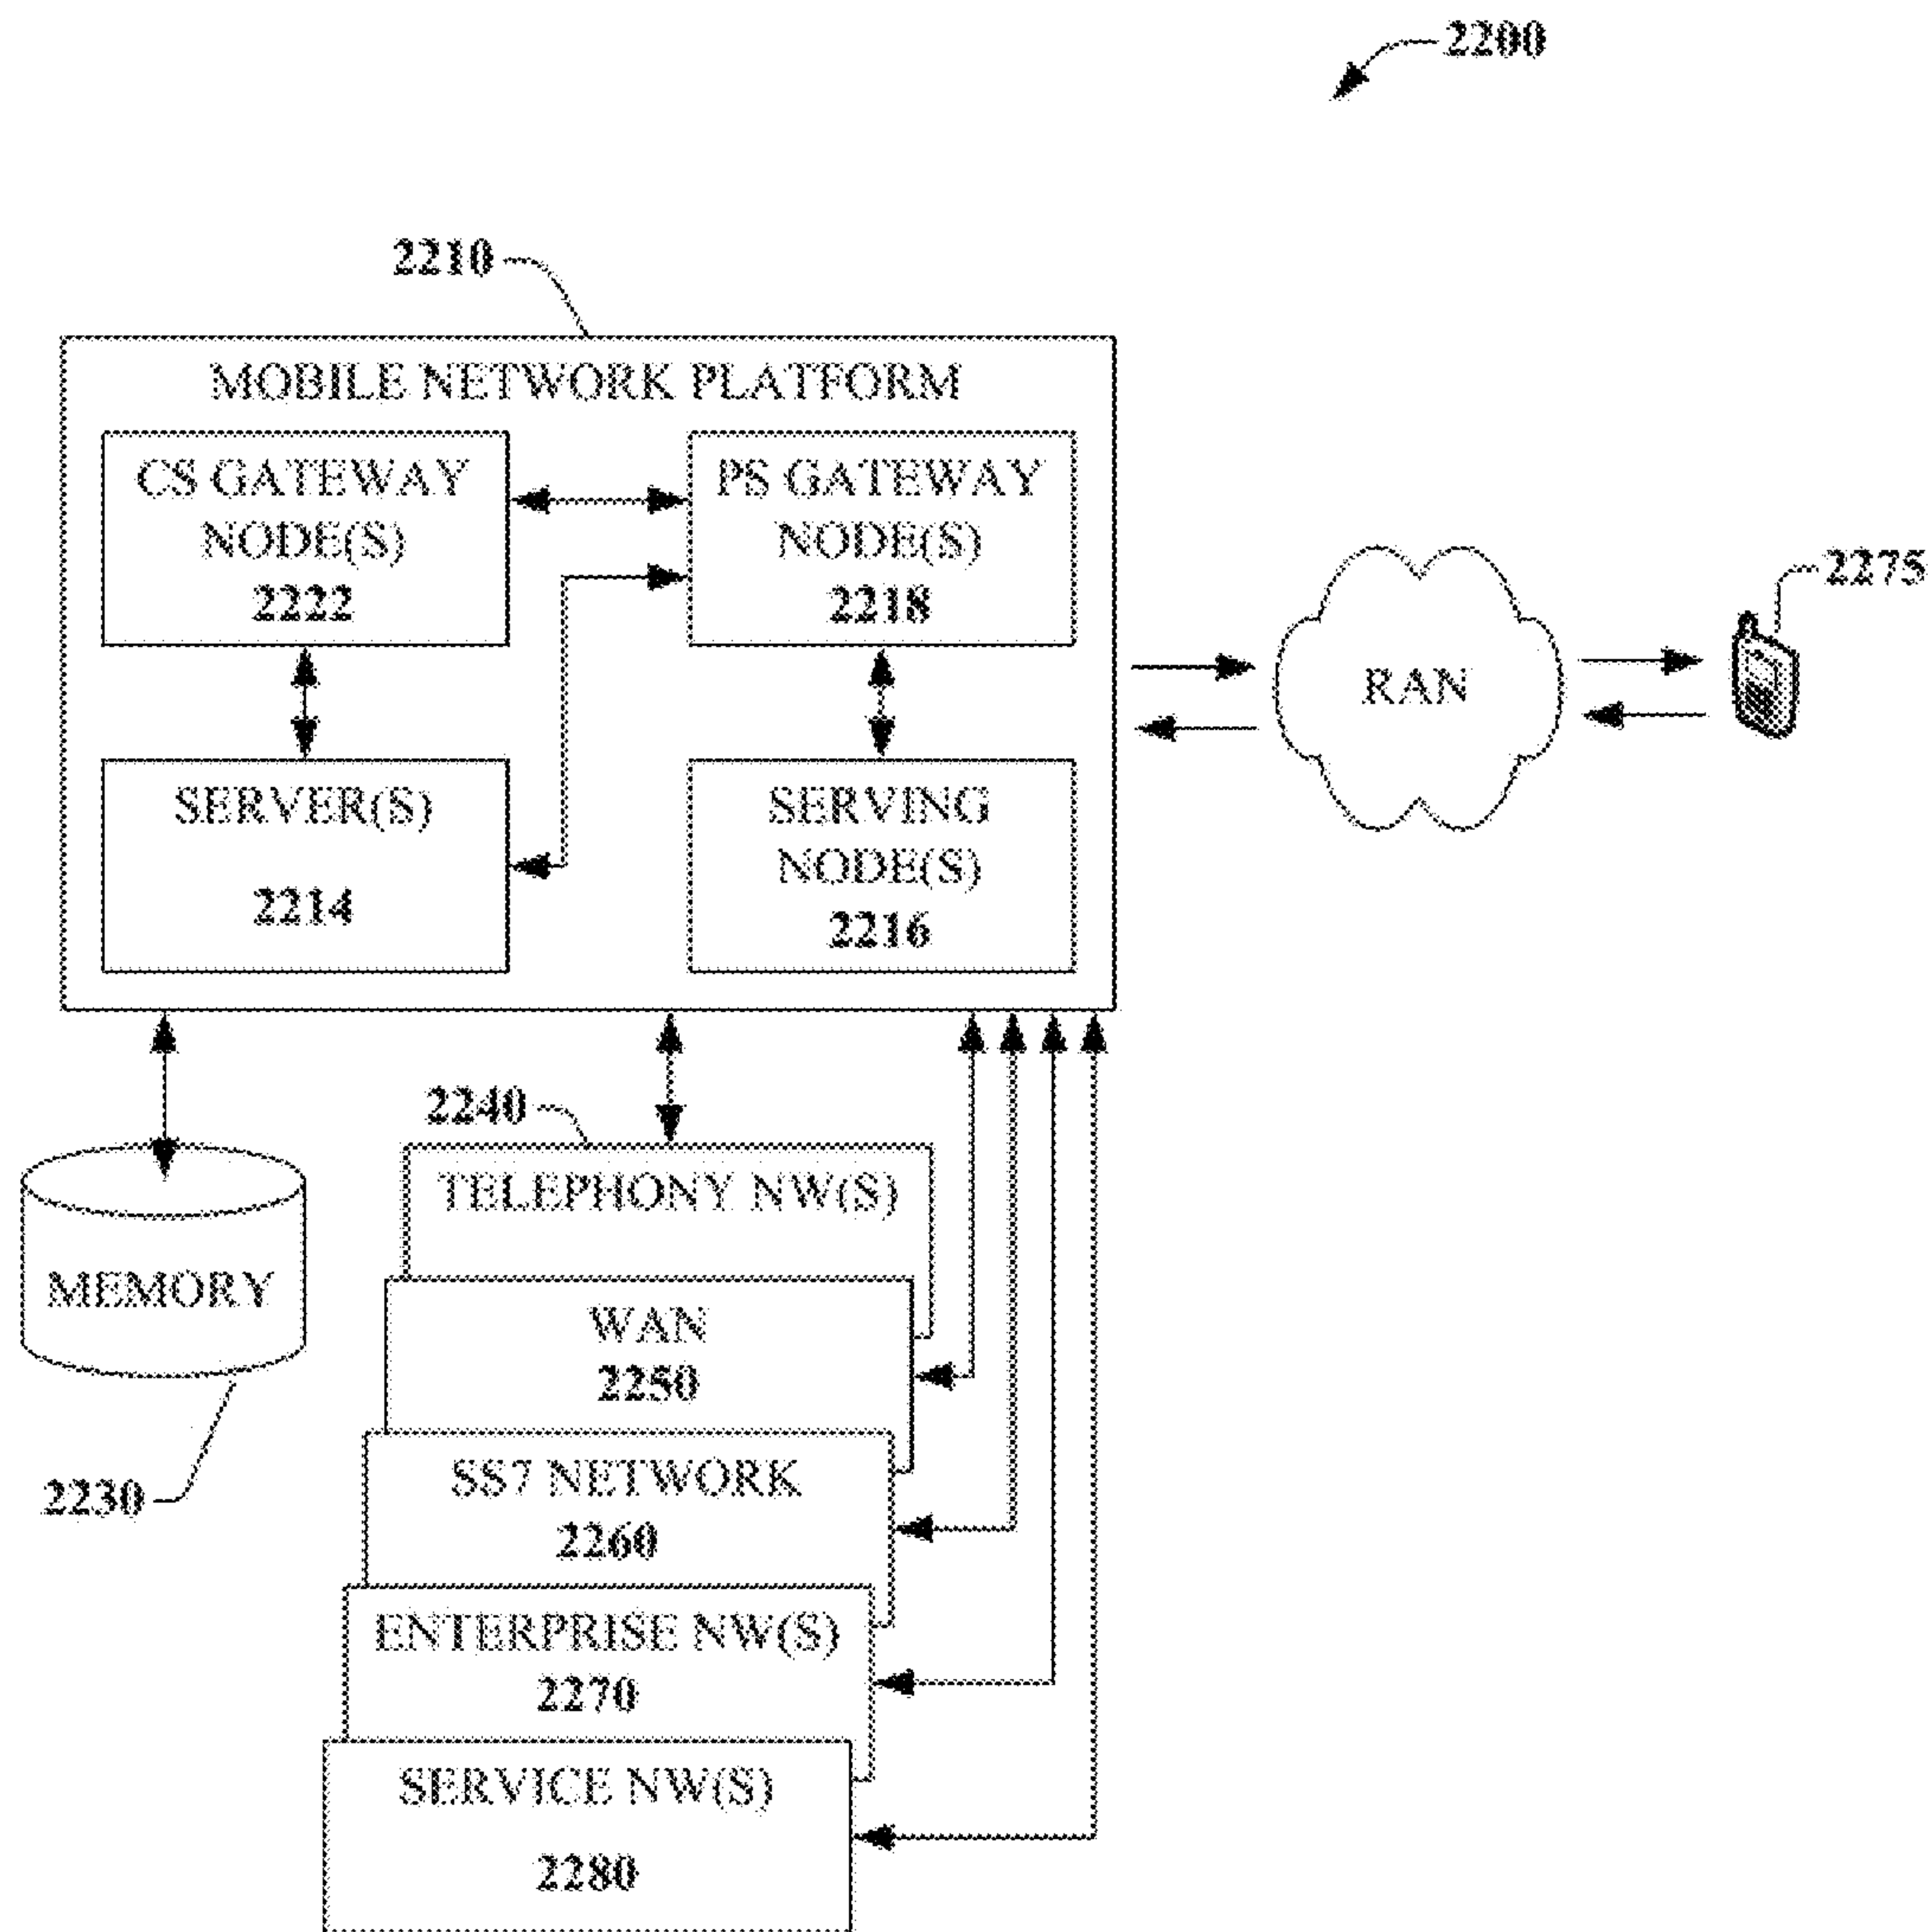 2200
2210
MOBILE NETWORK PLATFORM
CS GATEWAY
NODE(S)
2222
PS GATEWAY
NODE(S)
2218
SERVER(S)
2214
SERVING
NODE(S)
2216
RAN
2275
2240
TELEPHONY NW(S)
MEMORY
2230
WAN
2250
SS7 NETWORK
2260
ENTERPRISE NW(S)
2270
SERVICE NW(S)
2280